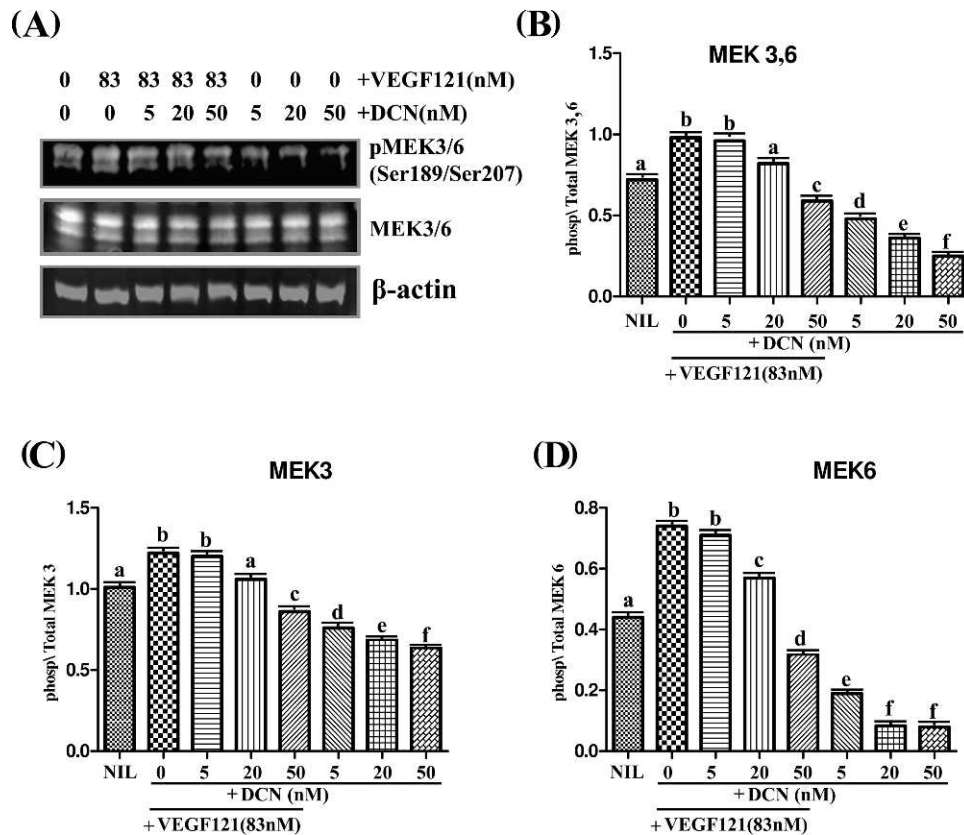 (A)
0 83 83 83 83 0 0 0 +VEGF121(nM)
0 0 5 20 50 5 20 50 +DCN(nM)
pMEK3/6
(Ser189/Ser207)
MEK3/6
β-actin
(B)
MEK 3,6
phosp\ Total MEK 3,6
1.5
1.0
0.5
0.0
a b b a c d e f
NIL 0 5 20 50 5 20 50
+DCN (nM)
+VEGF121(83nM)
(C)
MEK3
phosp\ Total MEK 3
1.5
1.0
0.5
0.0
a b b a c d e f
NIL 0 5 20 50 5 20 50
+DCN (nM)
+VEGF121(83nM)
(D)
MEK6
phosp\ Total MEK 6
0.8
0.6
0.4
0.2
0.0
a b b c d e f f
NIL 0 5 20 50 5 20 50
+DCN (nM)
+VEGF121(83nM)